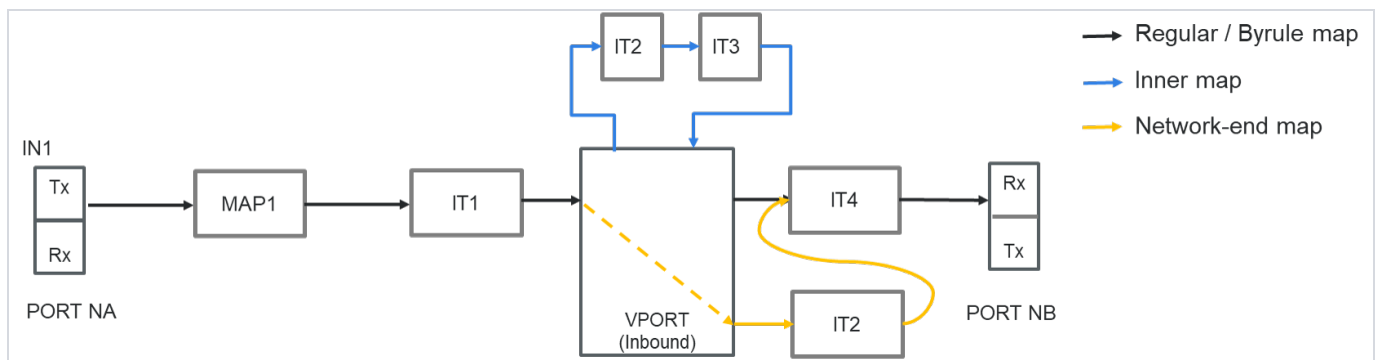 IT2
IT3
Regular / Byrule map
Inner map
Network-end map
IN1
Tx
Rx
MAP1
IT1
IT4
Rx
Tx
PORT NA
VPORT
(Inbound)
IT2
PORT NB